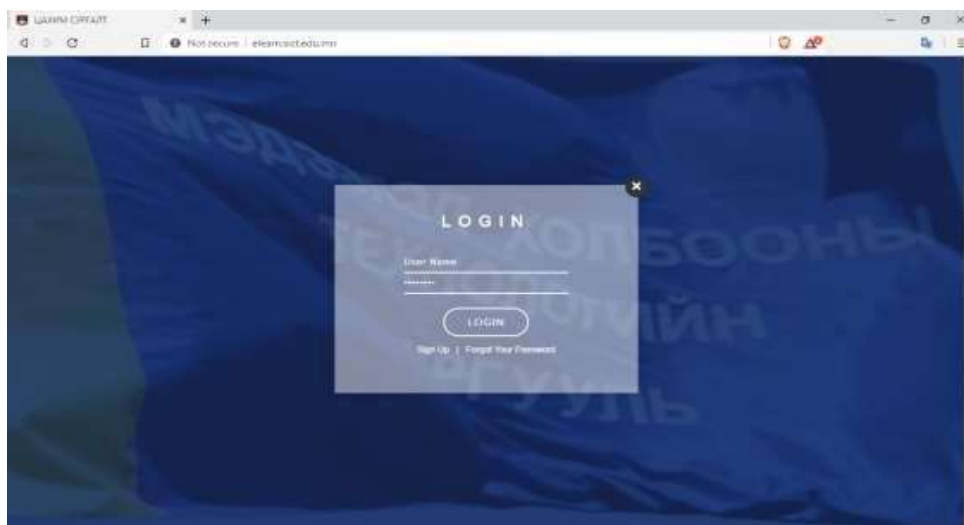 ЦАХИМ СУРГАЛТ
Not secure | elearn.sict.edu.mn
МЭДЭЭЛЭЛ ХОЛБООНЫ
ТЕХНОЛОГИЙН
СУРГУУЛЬ
LOGIN
User Name
LOGIN
Sign Up | Forgot Your Password